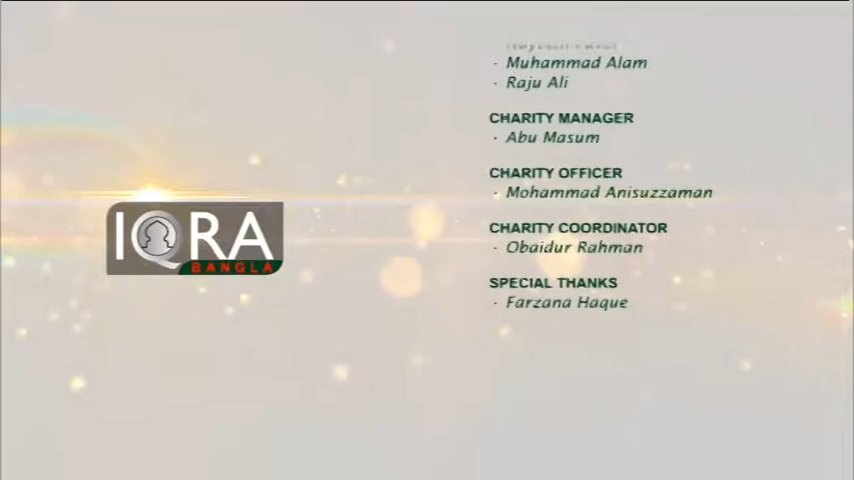 IQRA
BANGLA
- Muhammad Alam
- Raju Ali
CHARITY MANAGER
- Abu Masum
CHARITY OFFICER
- Mohammad Anisuzzaman
CHARITY COORDINATOR
- Obaidur Rahman
SPECIAL THANKS
- Farzana Haque